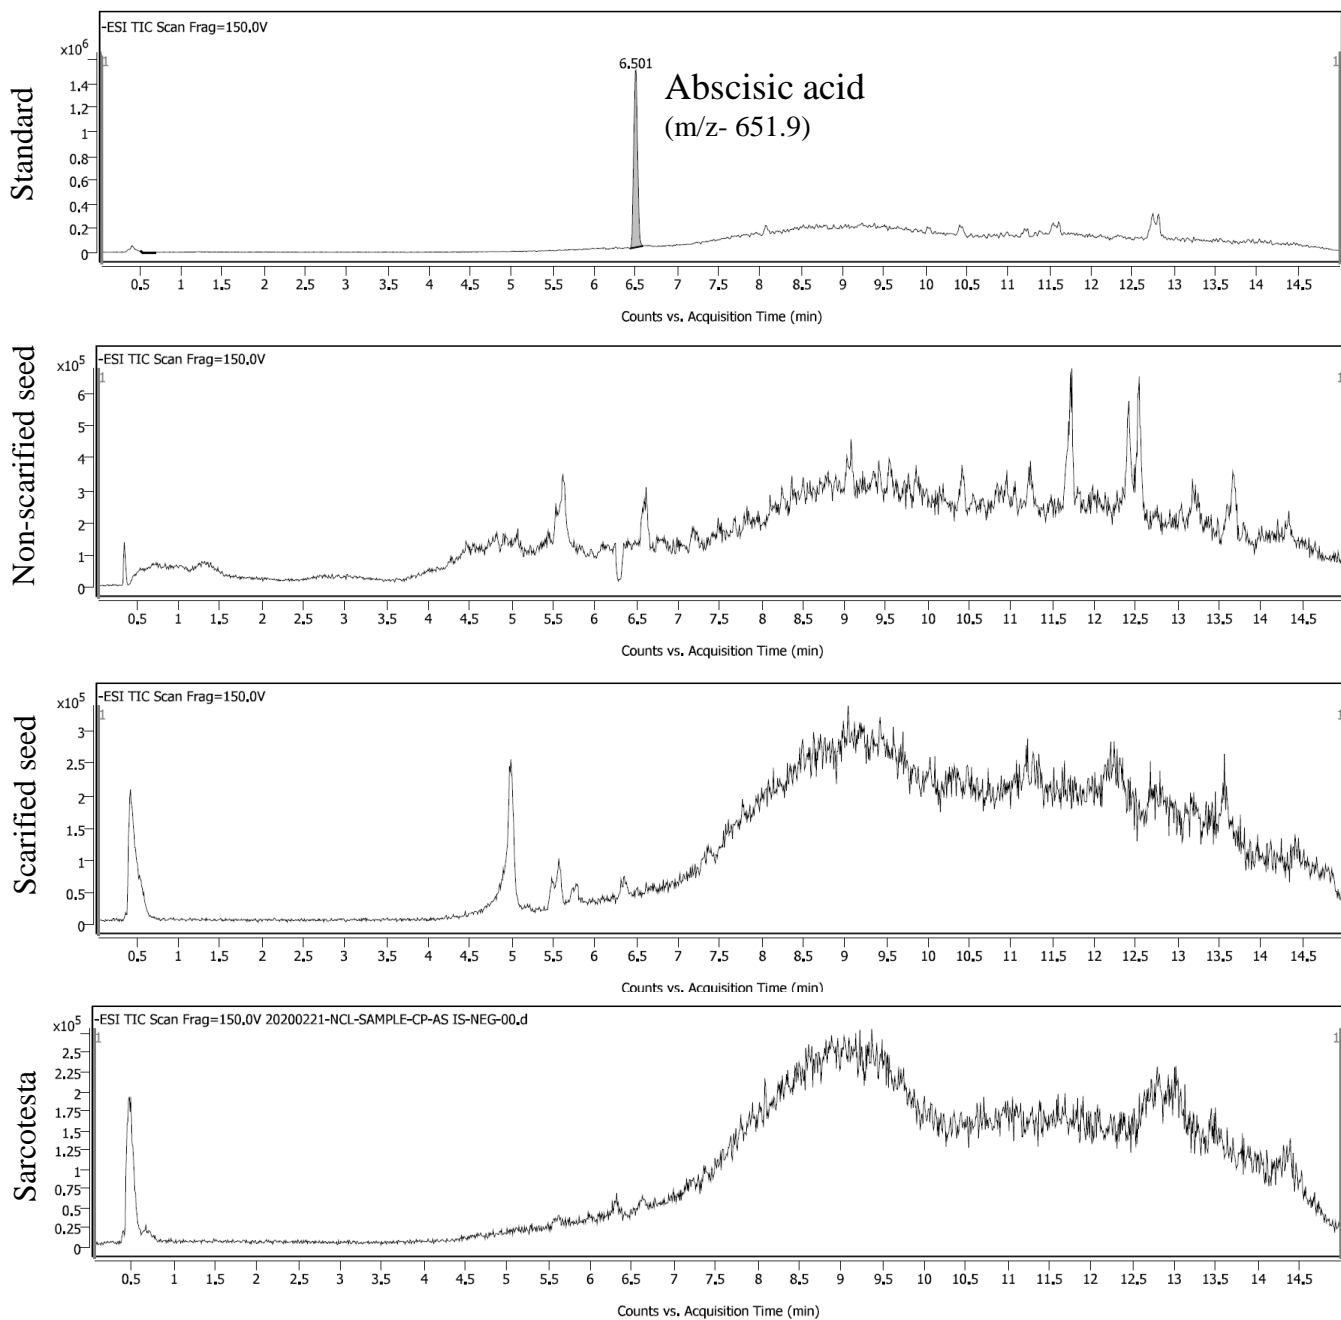 -ESI TIC Scan Frag=150.0V
x10⁶
1 1
6.501
Abscisic acid
(m/z- 651.9)
Standard
1.4
1.2
1
0.8
0.6
0.4
0.2
0
0.5 1 1.5 2 2.5 3 3.5 4 4.5 5 5.5 6 6.5 7 7.5 8 8.5 9 9.5 10 10.5 11 11.5 12 12.5 13 13.5 14 14.5
Counts vs. Acquisition Time (min)
-ESI TIC Scan Frag=150.0V
x10⁵
1 1
Non-scarified seed
6
5
4
3
2
1
0
0.5 1 1.5 2 2.5 3 3.5 4 4.5 5 5.5 6 6.5 7 7.5 8 8.5 9 9.5 10 10.5 11 11.5 12 12.5 13 13.5 14 14.5
Counts vs. Acquisition Time (min)
-ESI TIC Scan Frag=150.0V
x10⁵
1 1
Scarified seed
3
2.5
2
1.5
1
0.5
0
0.5 1 1.5 2 2.5 3 3.5 4 4.5 5 5.5 6 6.5 7 7.5 8 8.5 9 9.5 10 10.5 11 11.5 12 12.5 13 13.5 14 14.5
Counts vs. Acquisition Time (min)
-ESI TIC Scan Frag=150.0V 20200221-NCL-SAMPLE-CP-AS IS-NEG-00.d
x10⁵
1 1
Sarcotesta
2.5
2.25
2
1.75
1.5
1.25
1
0.75
0.5
0.25
0
0.5 1 1.5 2 2.5 3 3.5 4 4.5 5 5.5 6 6.5 7 7.5 8 8.5 9 9.5 10 10.5 11 11.5 12 12.5 13 13.5 14 14.5
Counts vs. Acquisition Time (min)